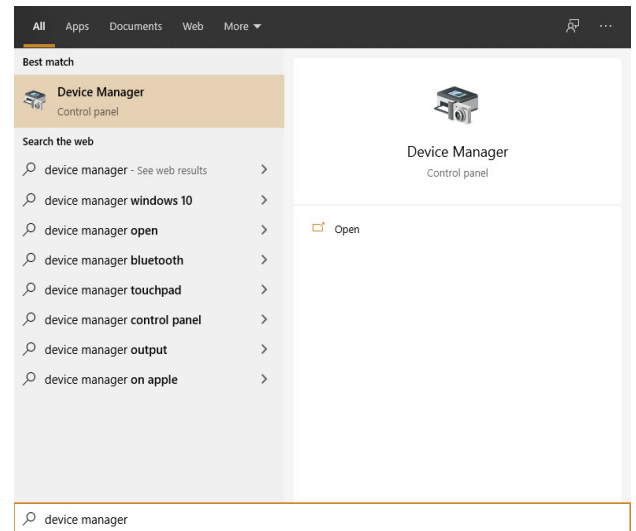 All Apps Documents Web More
Best match
Device Manager
Control panel
Search the web
device manager - See web results
device manager windows 10
device manager open
device manager bluetooth
device manager touchpad
device manager control panel
device manager output
device manager on apple
Device Manager
Control panel
Open
device manager